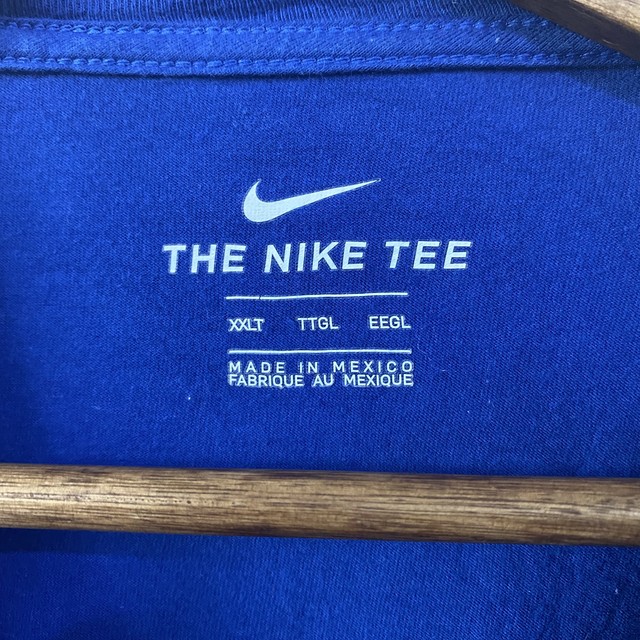 THE NIKE TEE
XXLT TTGL EEGL
MADE IN MEXICO
FABRIQUE AU MEXIQUE